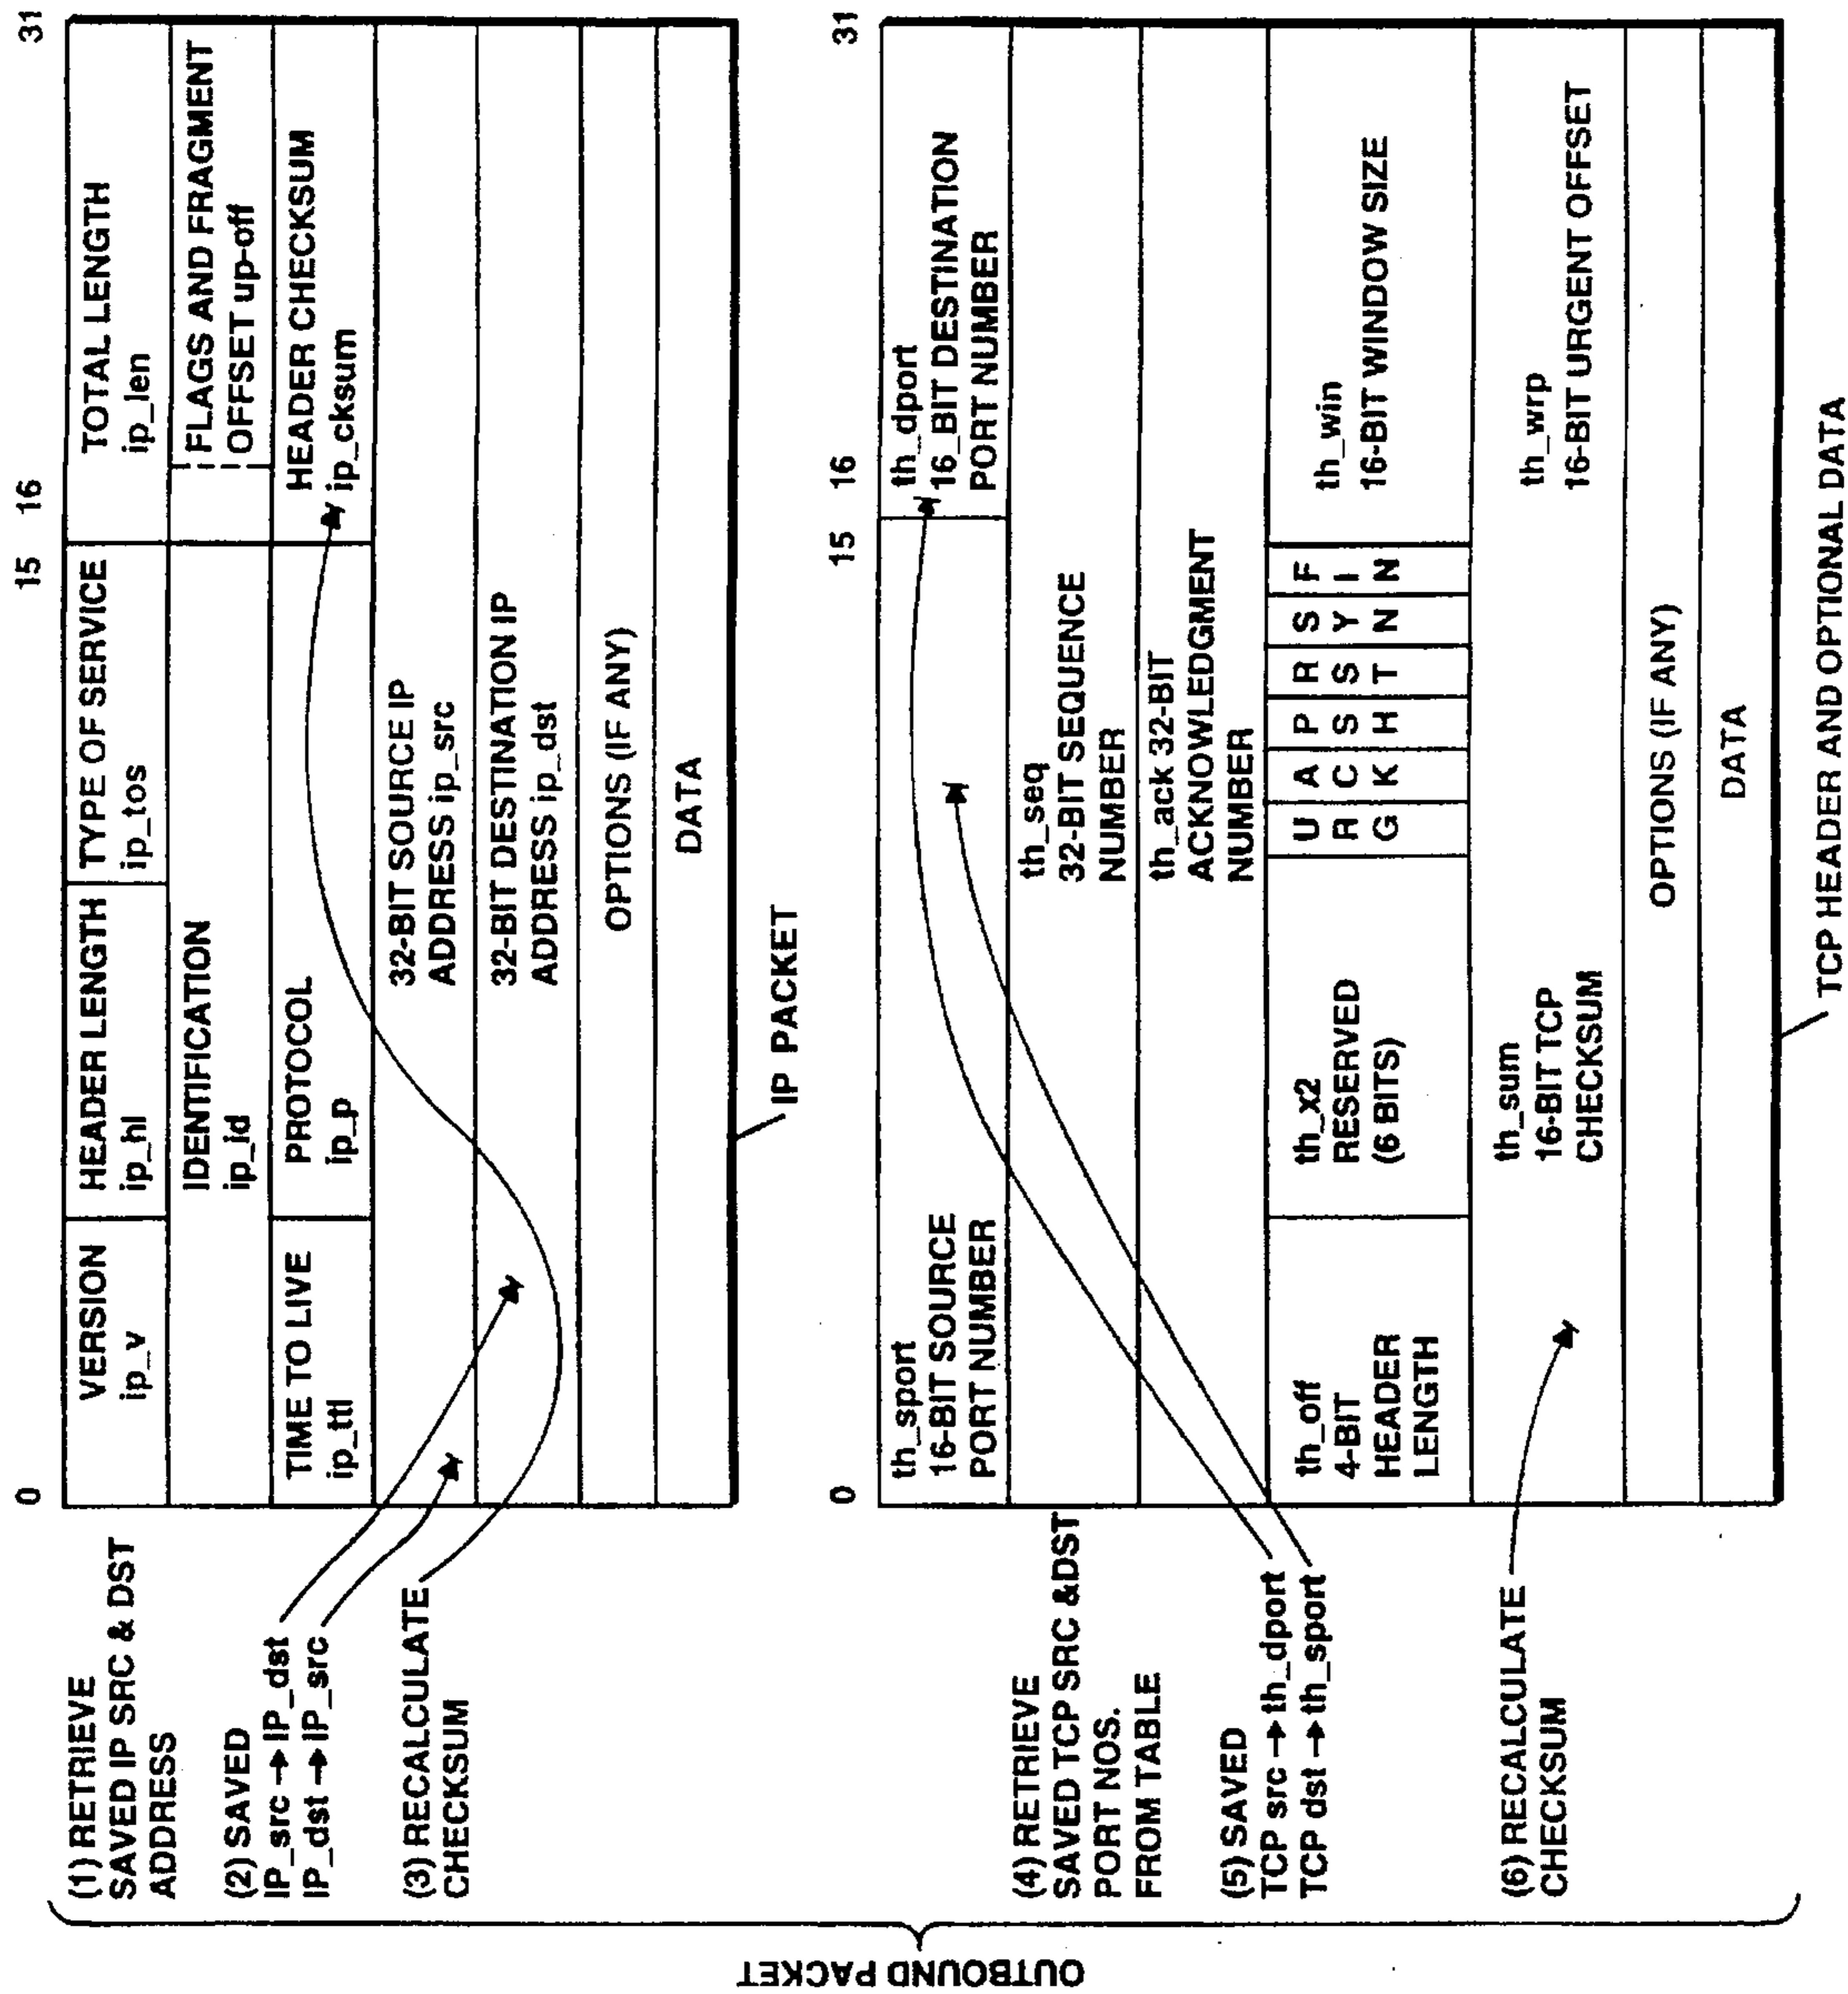 OUTBOUND PACKET
(1) RETRIEVE
SAVED IP SRC & DST
ADDRESS
(2) SAVED
IP_src → IP_dst
IP_dst → IP_src
(3) RECALCULATE
CHECKSUM
0
15
16
31
VERSION
ip_v
HEADER LENGTH
ip_hl
TYPE OF SERVICE
ip_tos
TOTAL LENGTH
ip_len
IDENTIFICATION
ip_id
FLAGS AND FRAGMENT
OFFSET up-off
TIME TO LIVE
ip_ttl
PROTOCOL
ip_p
HEADER CHECKSUM
ip_cksum
32-BIT SOURCE IP
ADDRESS ip_src
32-BIT DESTINATION IP
ADDRESS ip_dst
OPTIONS (IF ANY)
DATA
IP PACKET
(4) RETRIEVE
SAVED TCP SRC &DST
PORT NOS.
FROM TABLE
(5) SAVED
TCP src → th_dport
TCP dst → th_sport
(6) RECALCULATE
CHECKSUM
0
15
16
31
th_sport
16-BIT SOURCE
PORT NUMBER
th_dport
16_BIT DESTINATION
PORT NUMBER
th_seq
32-BIT SEQUENCE
NUMBER
th_ack 32-BIT
ACKNOWLEDGMENT
NUMBER
th_off
4-BIT
HEADER
LENGTH
th_x2
RESERVED
(6 BITS)
URG
ACK
PSH
RST
SYN
FIN
th_win
16-BIT WINDOW SIZE
th_sum
16-BIT TCP
CHECKSUM
th_wrp
16-BIT URGENT OFFSET
OPTIONS (IF ANY)
DATA
TCP HEADER AND OPTIONAL DATA